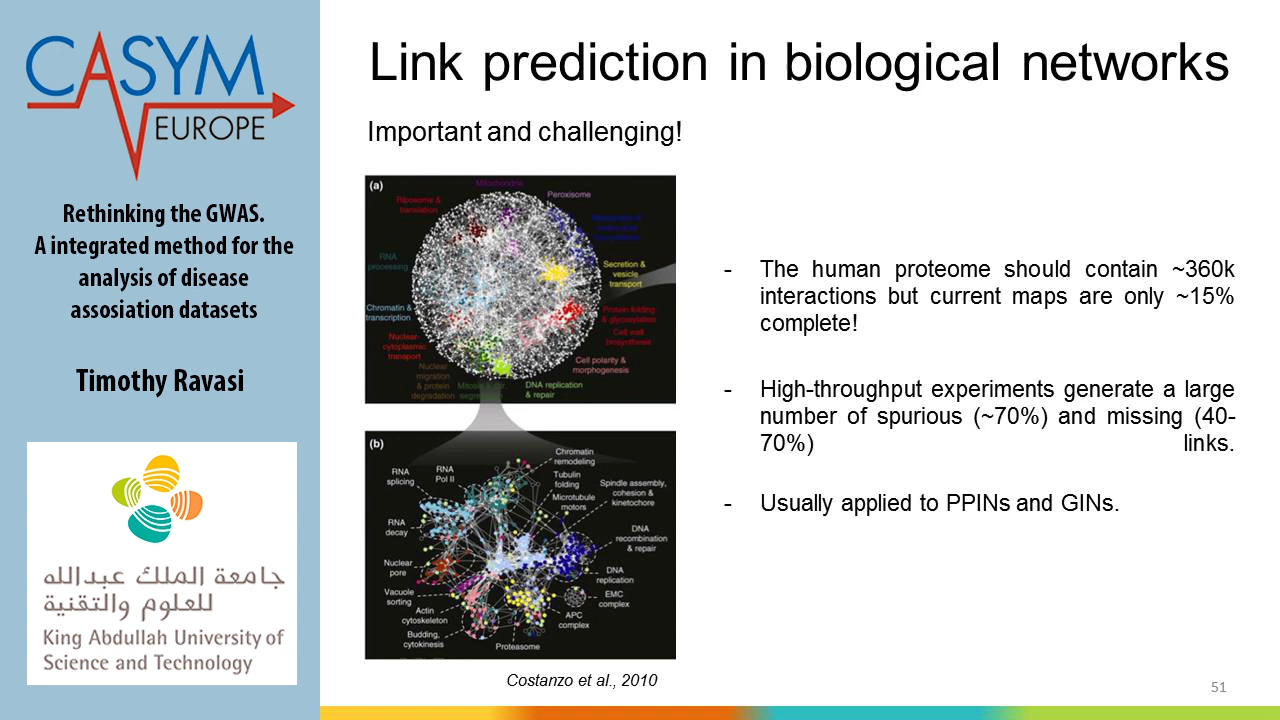 CASYM
EUROPE
Rethinking the GWAS.
A integrated method for the
analysis of disease
assosiation datasets
Timothy Ravasi
جامعة الملك عبدالله
للعلوم والتقنية
King Abdullah University of
Science and Technology
Link prediction in biological networks
Important and challenging!
(a)
Mitochondria
Ribosome &
translation
Peroxisome
RNA
processing
Secretion &
vesicle
transport
Chromatin &
transcription
Protein folding
& glycosylation
Cell wall
biosynthesis
Nuclear-
cytoplasmic
transport
Cell polarity &
morphogenesis
Nuclear
migration
& protein
degradation
DNA replication
& repair
(b)
Chromatin
remodeling
RNA
splicing
RNA
Pol II
Tubulin
folding
Spindle assembly,
cohesion &
kinetochore
Microtubule
motors
RNA
decay
DNA
recombination
& repair
Nuclear
pore
DNA
replication
Vacuole
sorting
EMC
complex
Actin
cytoskeleton
APC
complex
Budding,
cytokinesis
Proteasome
Costanzo et al., 2010
- The human proteome should contain ~360k
interactions but current maps are only ~15%
complete!
- High-throughput experiments generate a large
number of spurious (~70%) and missing (40-
70%) links.
- Usually applied to PPINs and GINs.
51